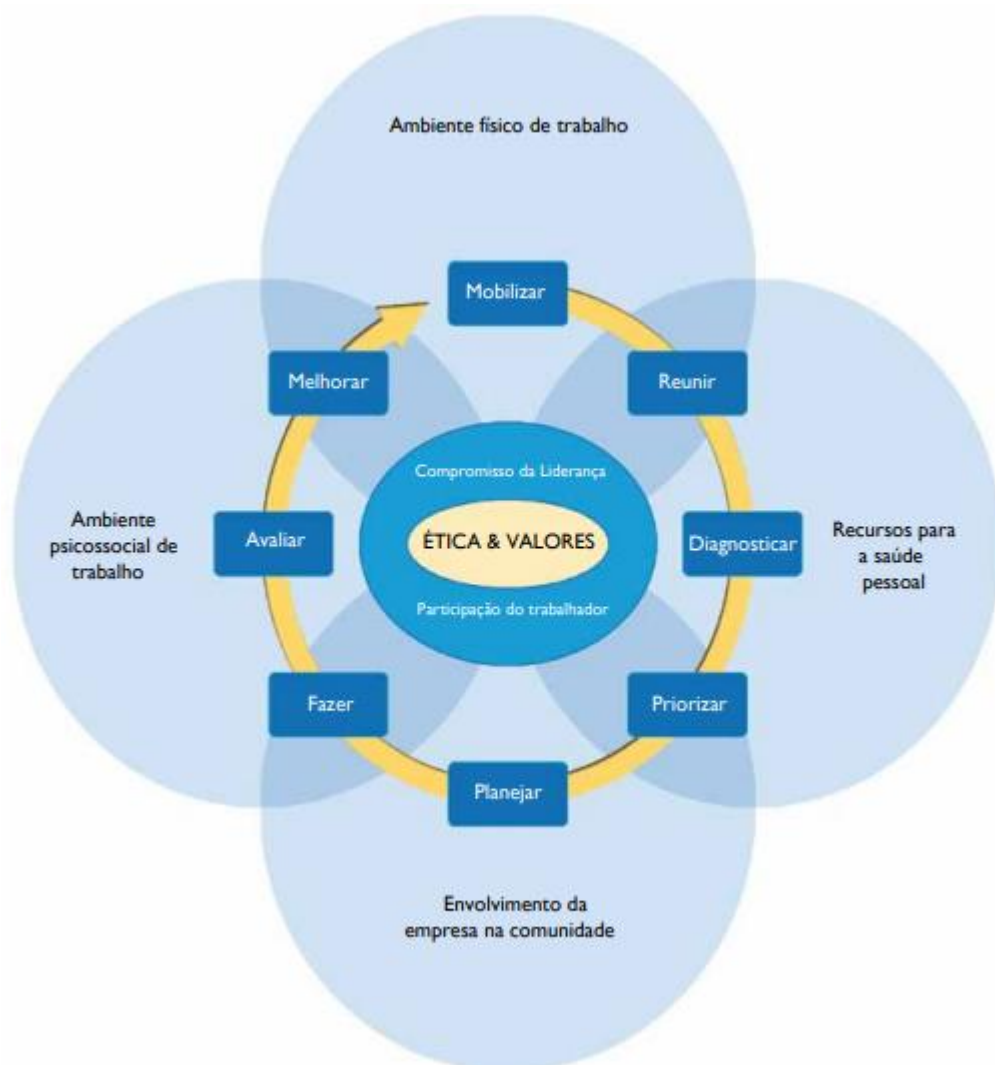 Ambiente físico de trabalho
Mobilizar
Melhorar
Reunir
Compromisso da Liderança
Ambiente
psicossocial de
trabalho
Avaliar
ÉTICA & VALORES
Diagnosticar
Recursos para
a saúde
pessoal
Participação do trabalhador
Fazer
Priorizar
Planejar
Envolvimento da
empresa na comunidade